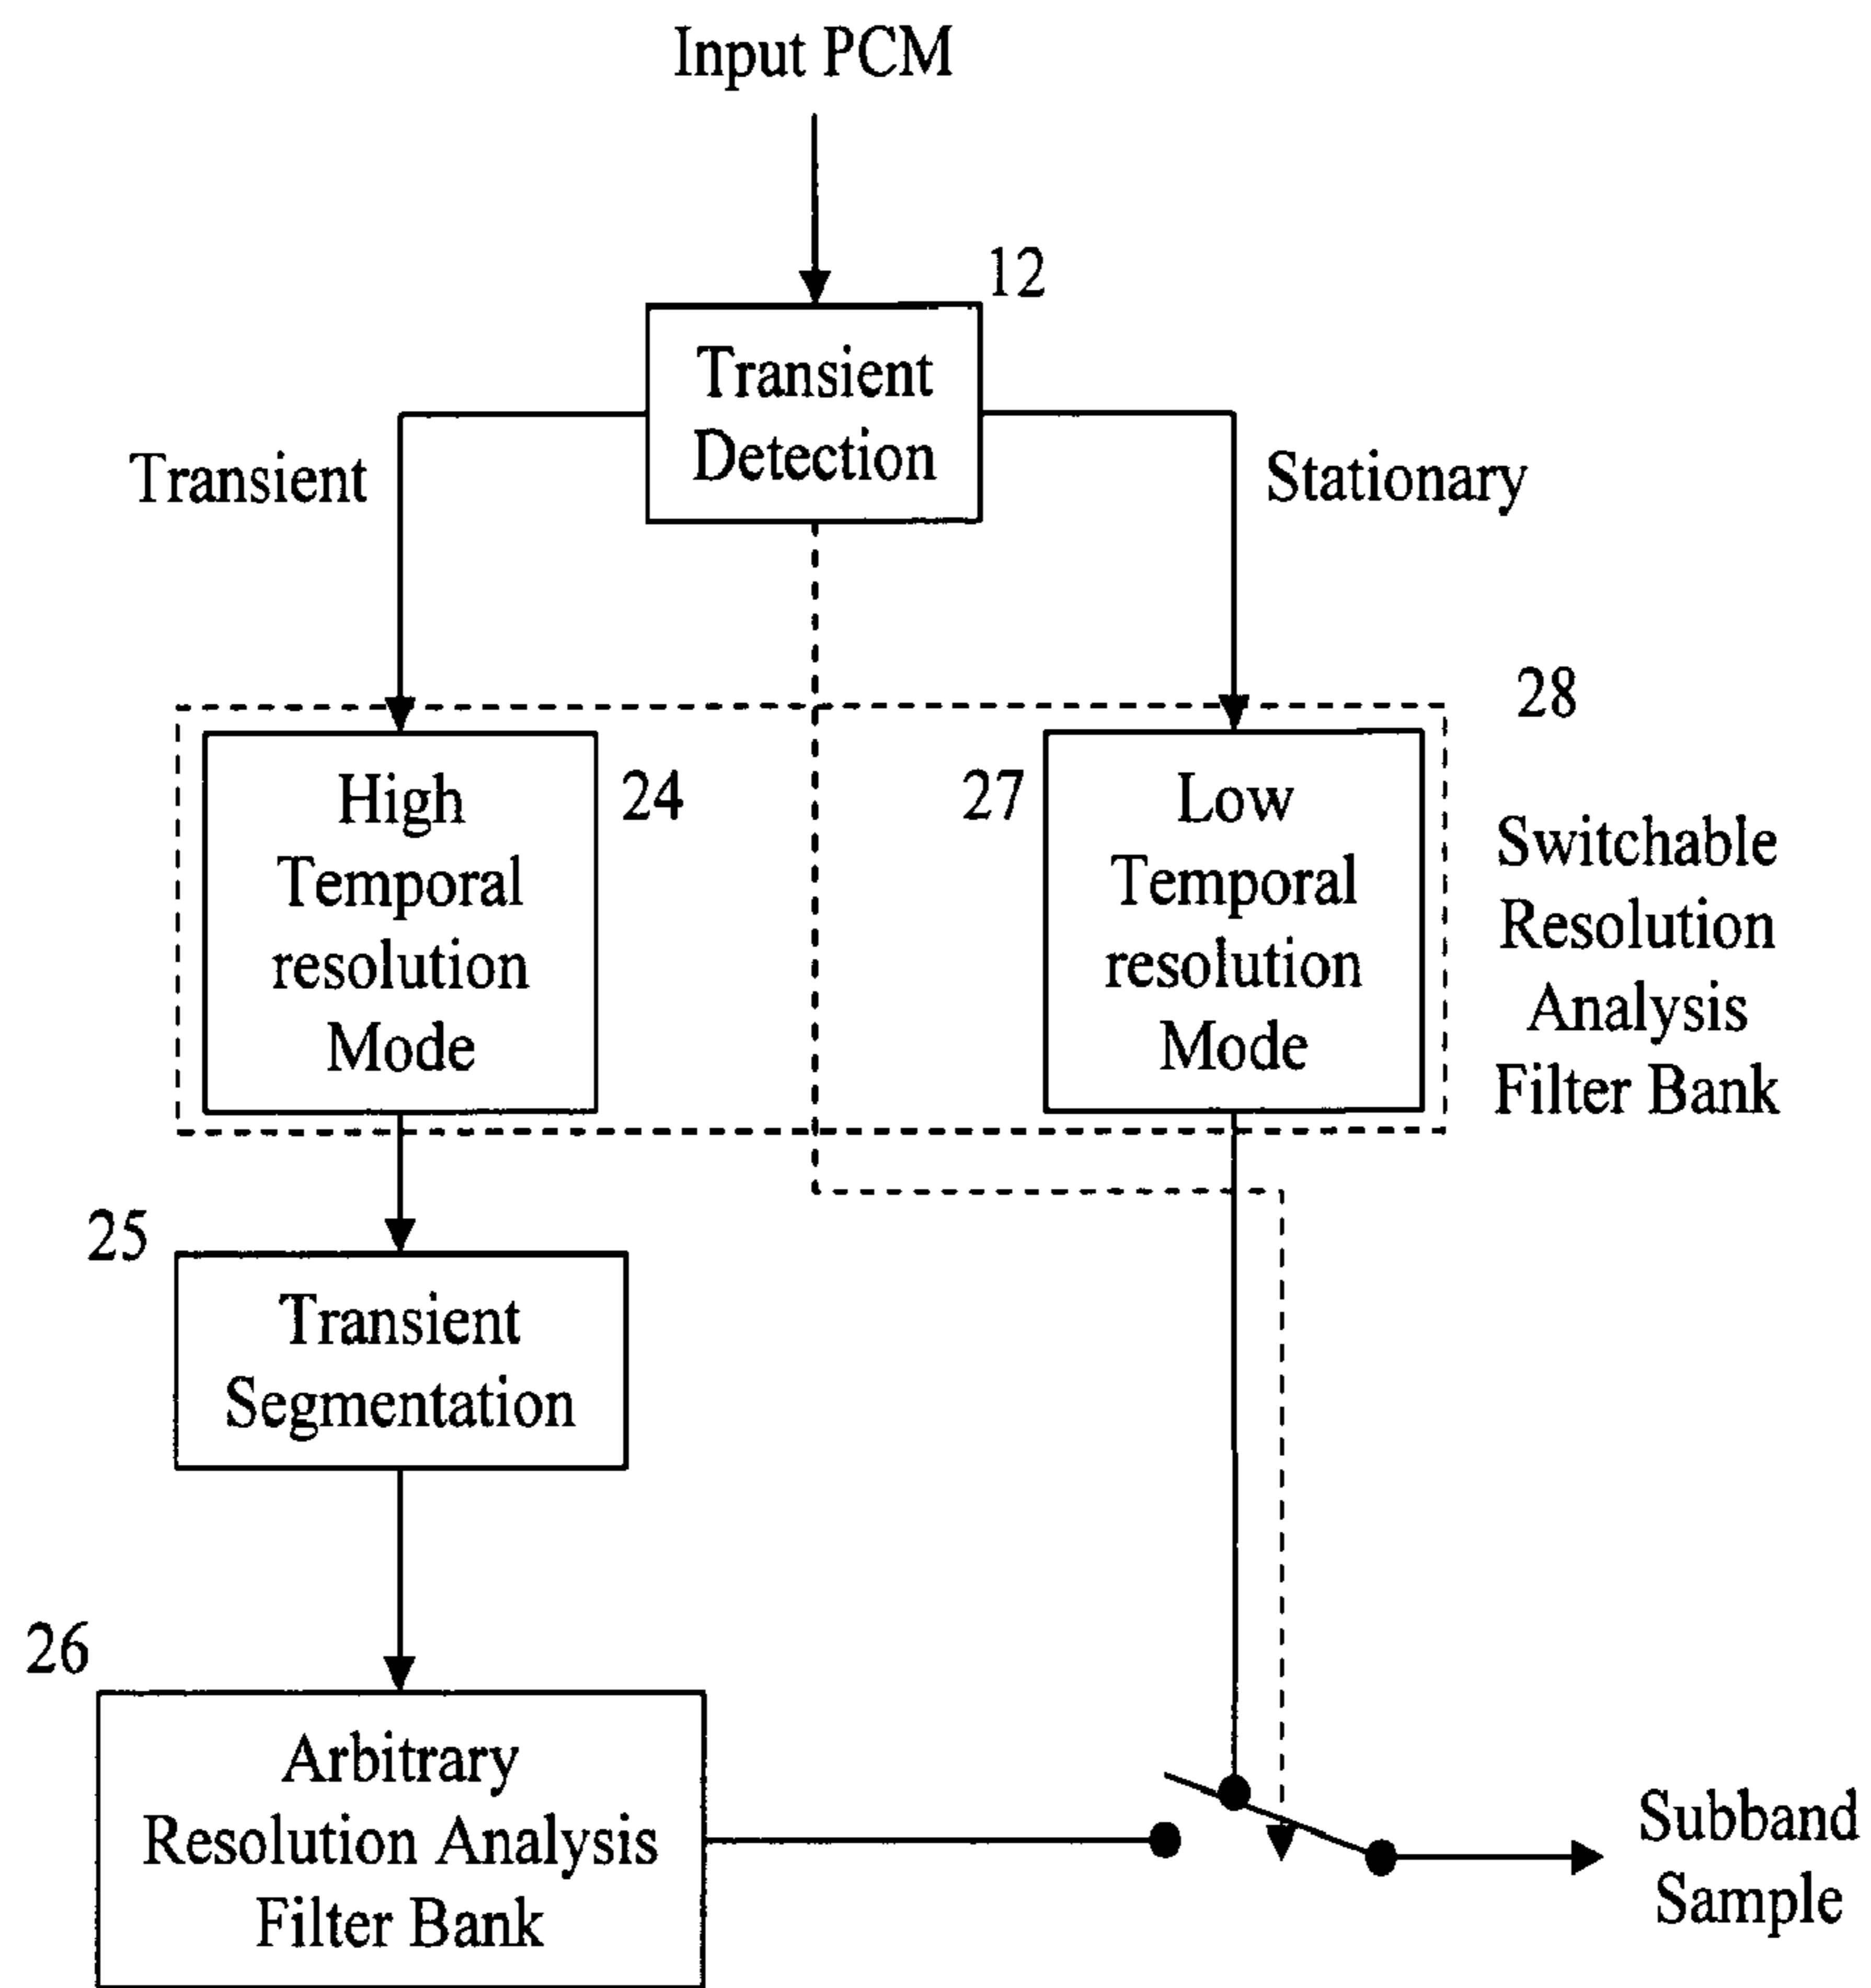 Input PCM
12
Transient
Detection
Transient
Stationary
28
High
Temporal
resolution
Mode
24
27
Low
Temporal
resolution
Mode
Switchable
Resolution
Analysis
Filter Bank
25
Transient
Segmentation
26
Arbitrary
Resolution Analysis
Filter Bank
Subband
Sample